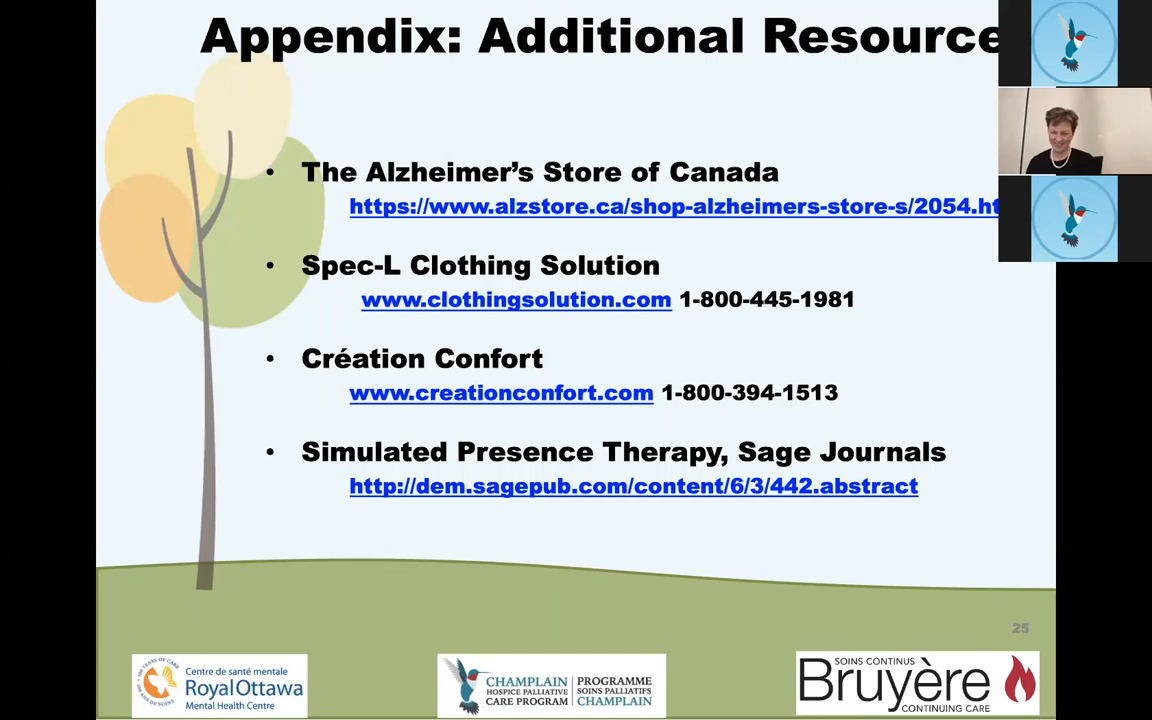 Appendix: Additional Resource
• The Alzheimer's Store of Canada
https://www.alzstore.ca/shop-alzheimers-store-s/2054.ht
• Spec-L Clothing Solution
www.clothingsolution.com 1-800-445-1981
• Création Confort
www.creationconfort.com 1-800-394-1513
• Simulated Presence Therapy, Sage Journals
http://dem.sagepub.com/content/6/3/442.abstract
25
Centre de santé mentale
Royal Ottawa
Mental Health Centre
CHAMPLAIN
HOSPICE PALLIATIVE
CARE PROGRAM
PROGRAMME
SOINS PALLIATIFS
CHAMPLAIN
SOINS CONTINUS
Bruyère
CONTINUING CARE